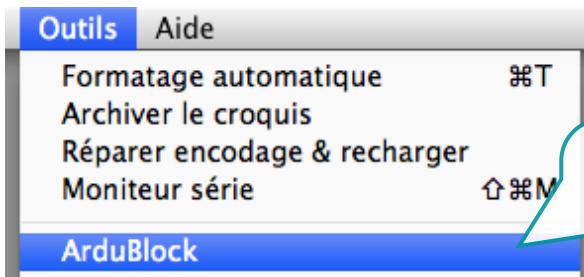 Outils Aide
Formatage automatique ⌘T
Archiver le croquis
Réparer encodage & recharger
Moniteur série ⇧⌘M
ArduBlock